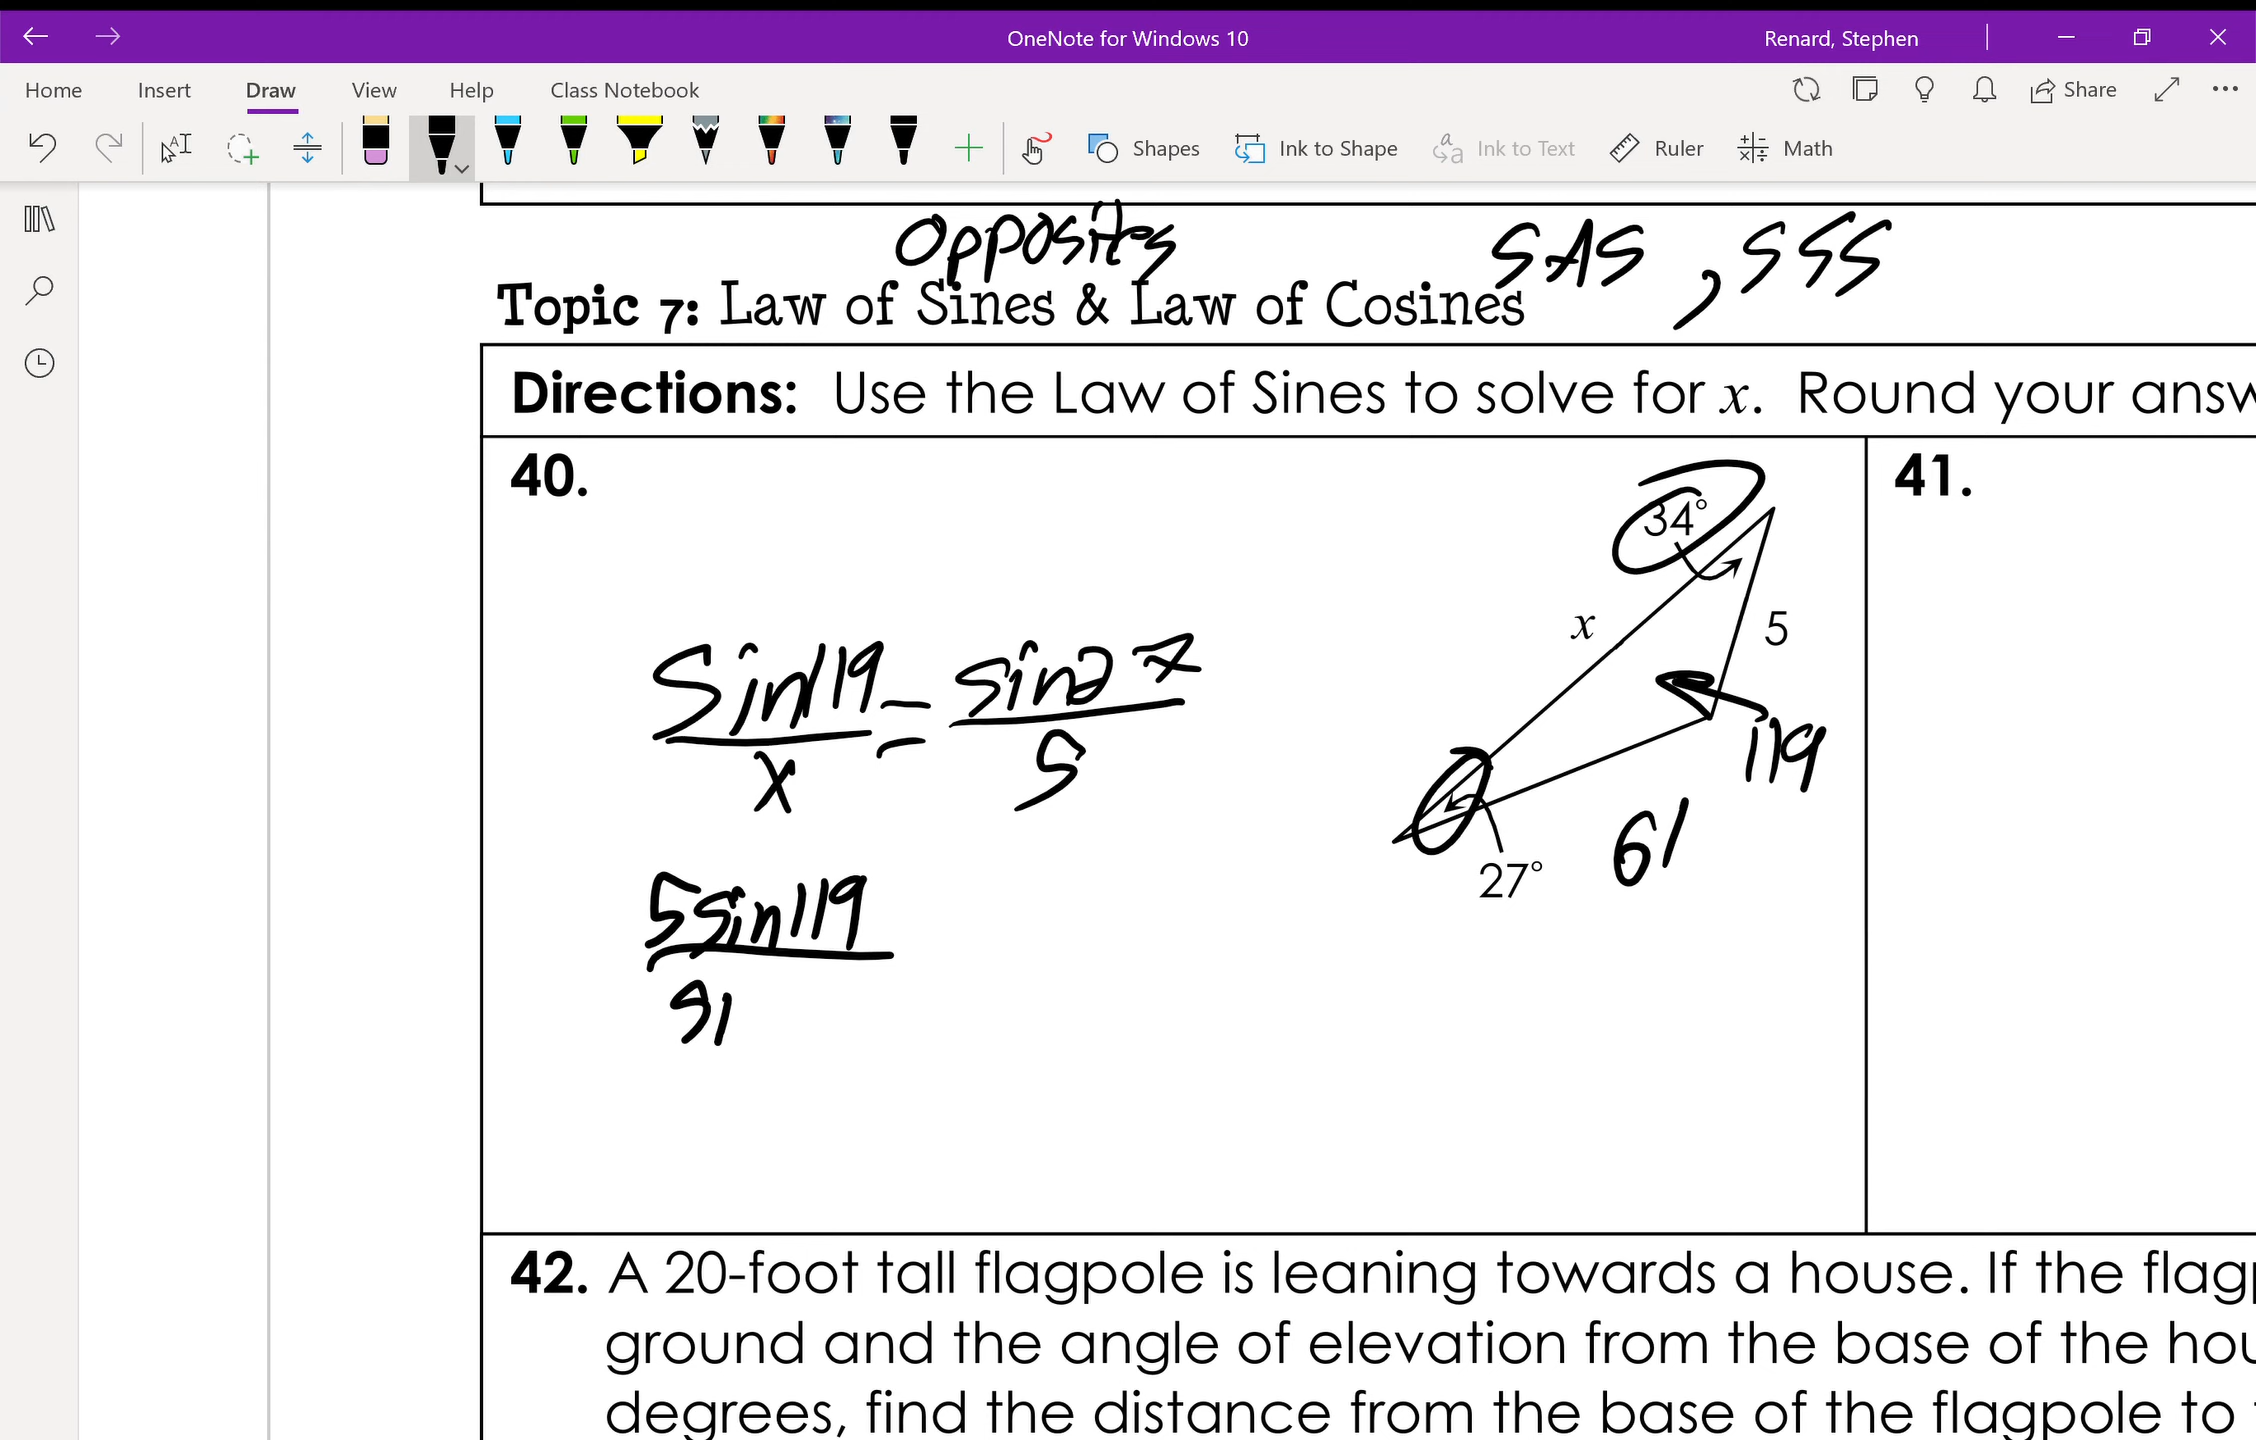 OneNote for Windows 10
Renard, Stephen
Home Insert Draw View Help Class Notebook Share
Shapes Ink to Shape Ink to Text Ruler Math
opposites SAS, SSS
Topic 7: Law of Sines & Law of Cosines
Directions: Use the Law of Sines to solve for x. Round your answ
40.
41.
34°
x
5
119
27°
61
Sin119 = sin27
x 5
5sin119
si
42. A 20-foot tall flagpole is leaning towards a house. If the flagp
ground and the angle of elevation from the base of the hou
degrees, find the distance from the base of the flagpole to